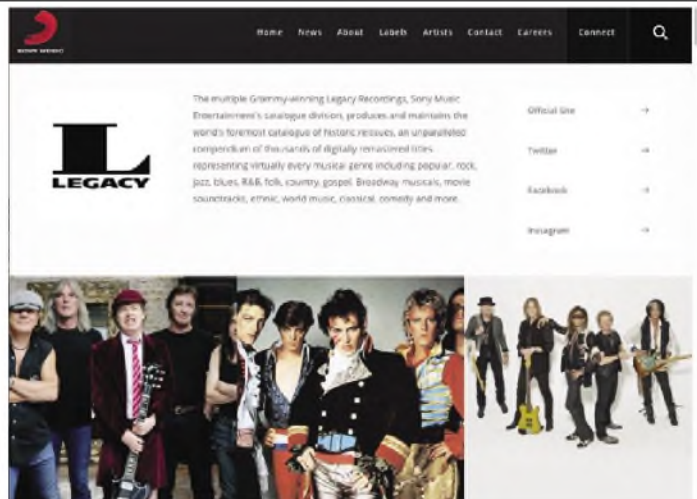 SONY MUSIC
Home News About Labels Artists Contact Careers Connect
LEGACY
The multiple Grammy-winning Legacy Recordings, Sony Music
Entertainment's catalogue division, produces and maintains the
world's foremost catalogue of historic reissues, an unparalleled
compendium of thousands of digitally remastered titles
representing virtually every musical genre including popular, rock,
jazz, blues, R&B, folk, country, gospel, Broadway musicals, movie
soundtracks, ethnic, world music, classical, comedy and more.
Official Site
Twitter
Facebook
Instagram